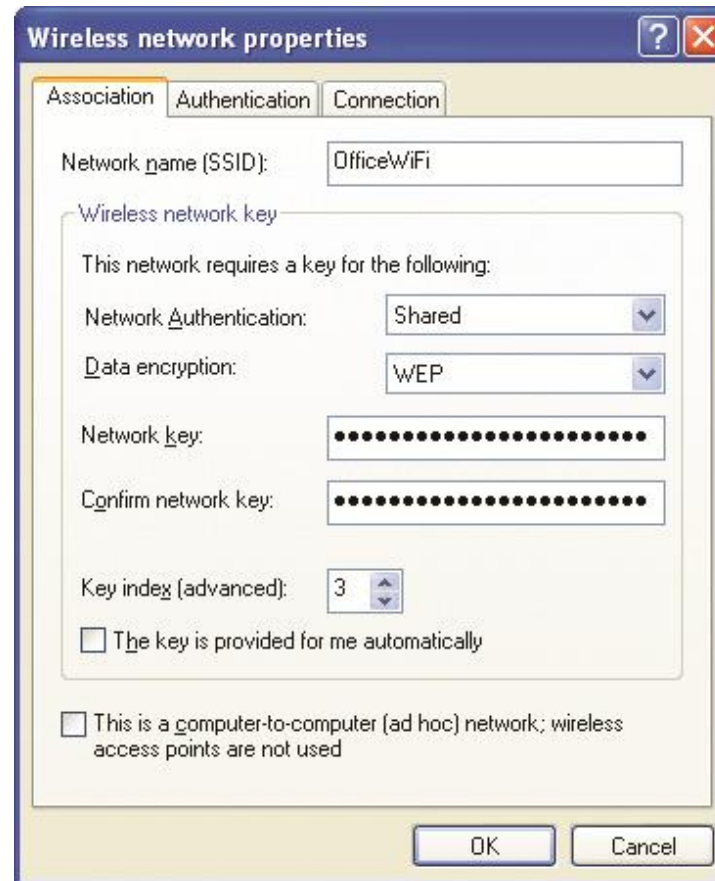 Wireless network properties
Association Authentication Connection
Network name (SSID): OfficeWiFi
Wireless network key
This network requires a key for the following:
Network Authentication: Shared
Data encryption: WEP
Network key: ●●●●●●●●●●●●●●●●●●●●●●●
Confirm network key: ●●●●●●●●●●●●●●●●●●●●●●●
Key index (advanced): 3
The key is provided for me automatically
This is a computer-to-computer (ad hoc) network; wireless
access points are not used
OK Cancel